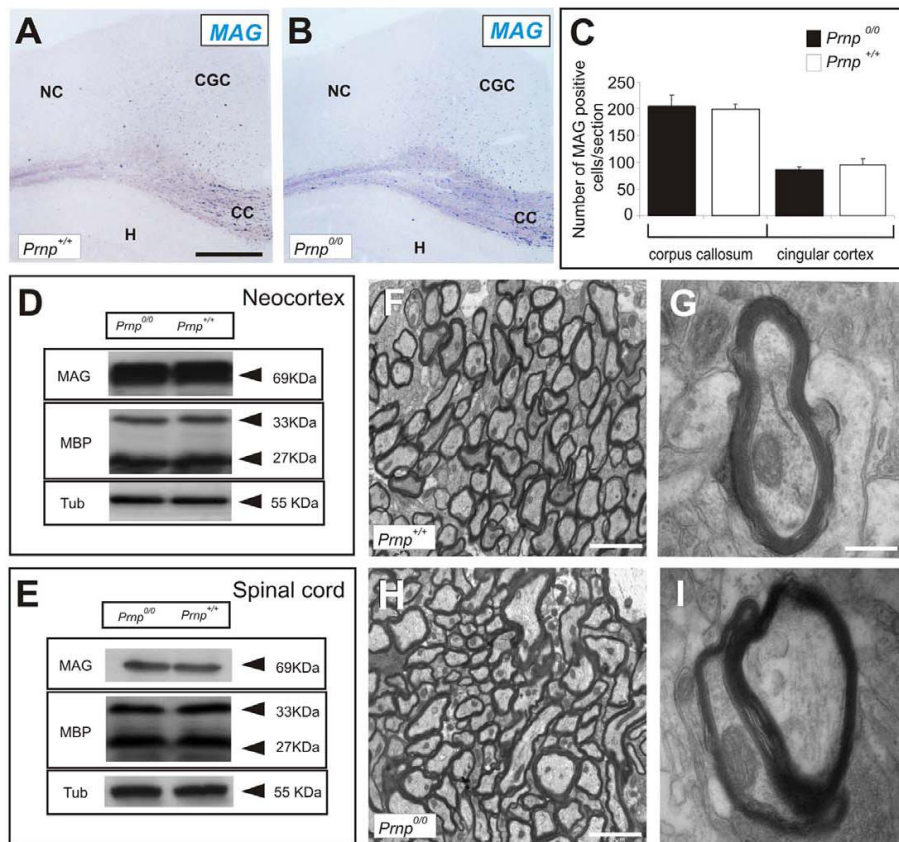 A
MAG
NC
CGC
CC
H
Prnp+/+
B
MAG
NC
CGC
CC
H
Prnp0/0
C
Prnp 0/0
Prnp +/+
Number of MAG positive
cells/section
250
200
150
100
50
0
corpus callosum
cingular cortex
D
Neocortex
Prnp0/0
Prnp+/+
MAG
69KDa
MBP
33KDa
27KDa
Tub
55 KDa
E
Spinal cord
Prnp0/0
Prnp+/+
MAG
69KDa
MBP
33KDa
27KDa
Tub
55 KDa
F
Prnp+/+
G
H
Prnp0/0
I